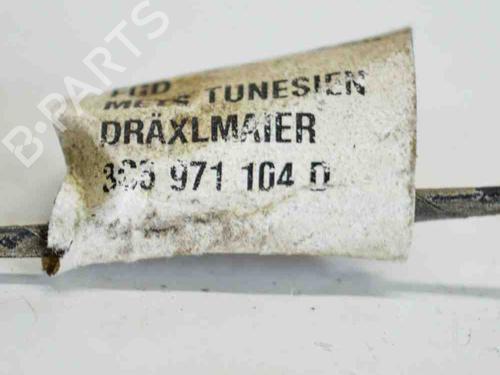 TUNESIEN
DRÄXLMAIER
971 104 D
B-PARTS